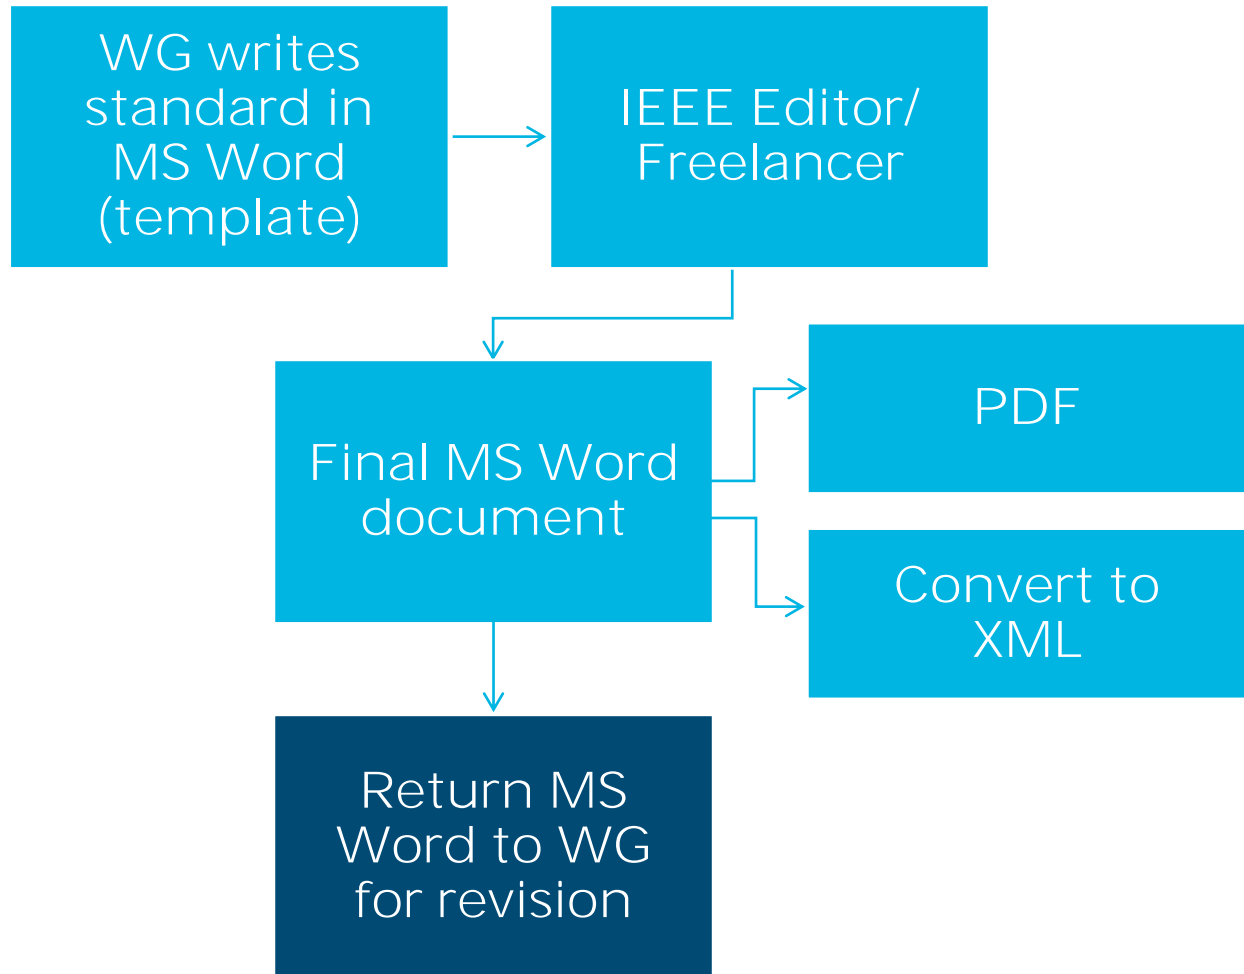 WG writes
standard in
MS Word
(template)
IEEE Editor/
Freelancer
Final MS Word
document
PDF
Convert to
XML
Return MS
Word to WG
for revision